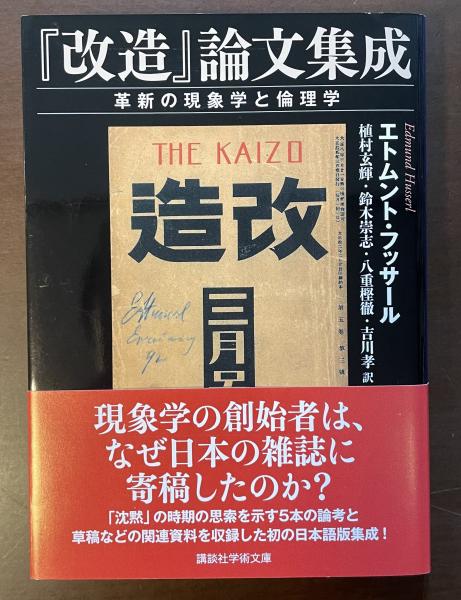 『改造』論文集成
革新の現象学と倫理学
Edmund Husserl
エトムント・フッサール
植村玄輝・鈴木崇志・八重樫徹・吉川孝 訳
THE KAIZO
改造
三月号
現象学の創始者は、
なぜ日本の雑誌に
寄稿したのか?
「沈黙」の時期の思索を示す5本の論考と
草稿などの関連資料を収録した初の日本語版集成!
講談社学術文庫